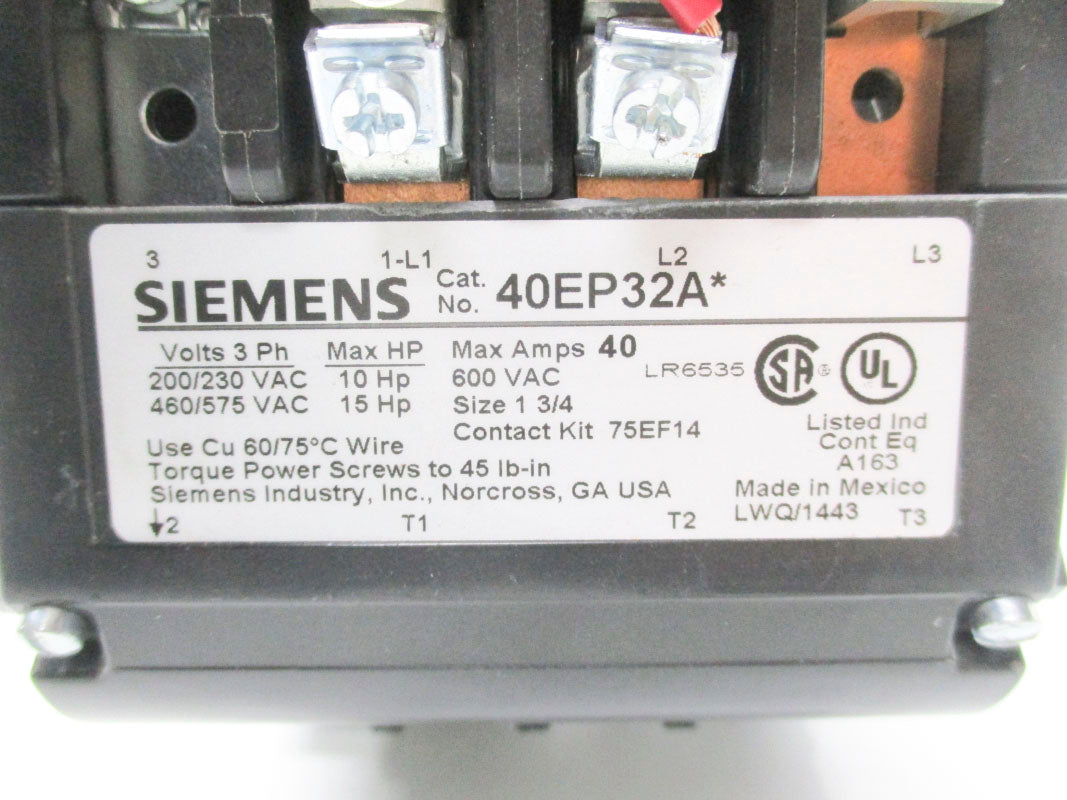 3 1-L1 L2 L3
SIEMENS Cat. No. 40EP32A*
Volts 3 Ph Max HP Max Amps 40
200/230 VAC 10 Hp 600 VAC LR6535 SA ® UL
460/575 VAC 15 Hp Size 1 3/4
Contact Kit 75EF14
Listed Ind
Cont Eq
A163
Use Cu 60/75°C Wire
Torque Power Screws to 45 lb-in
Siemens Industry, Inc., Norcross, GA USA
Made in Mexico
LWQ/1443
2 T1 T2 T3